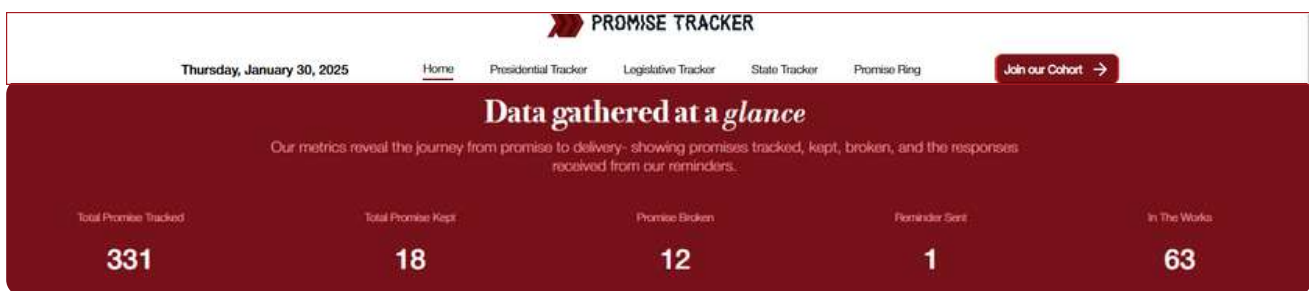 PROMISE TRACKER
Thursday, January 30, 2025 Home Presidential Tracker Legislative Tracker State Tracker Promise Ring Join our Cohort →
Data gathered at a glance
Our metrics reveal the journey from promise to delivery- showing promises tracked, kept, broken, and the responses
received from our reminders.
Total Promise Tracked Total Promise Kept Promise Broken Reminder Sent In The Works
331 18 12 1 63